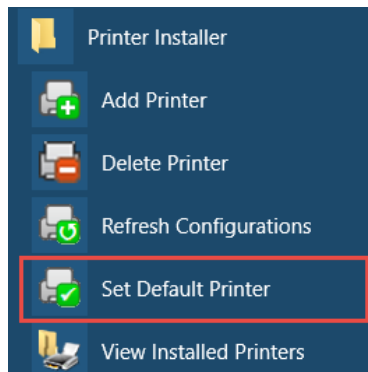 Printer Installer
Add Printer
Delete Printer
Refresh Configurations
Set Default Printer
View Installed Printers